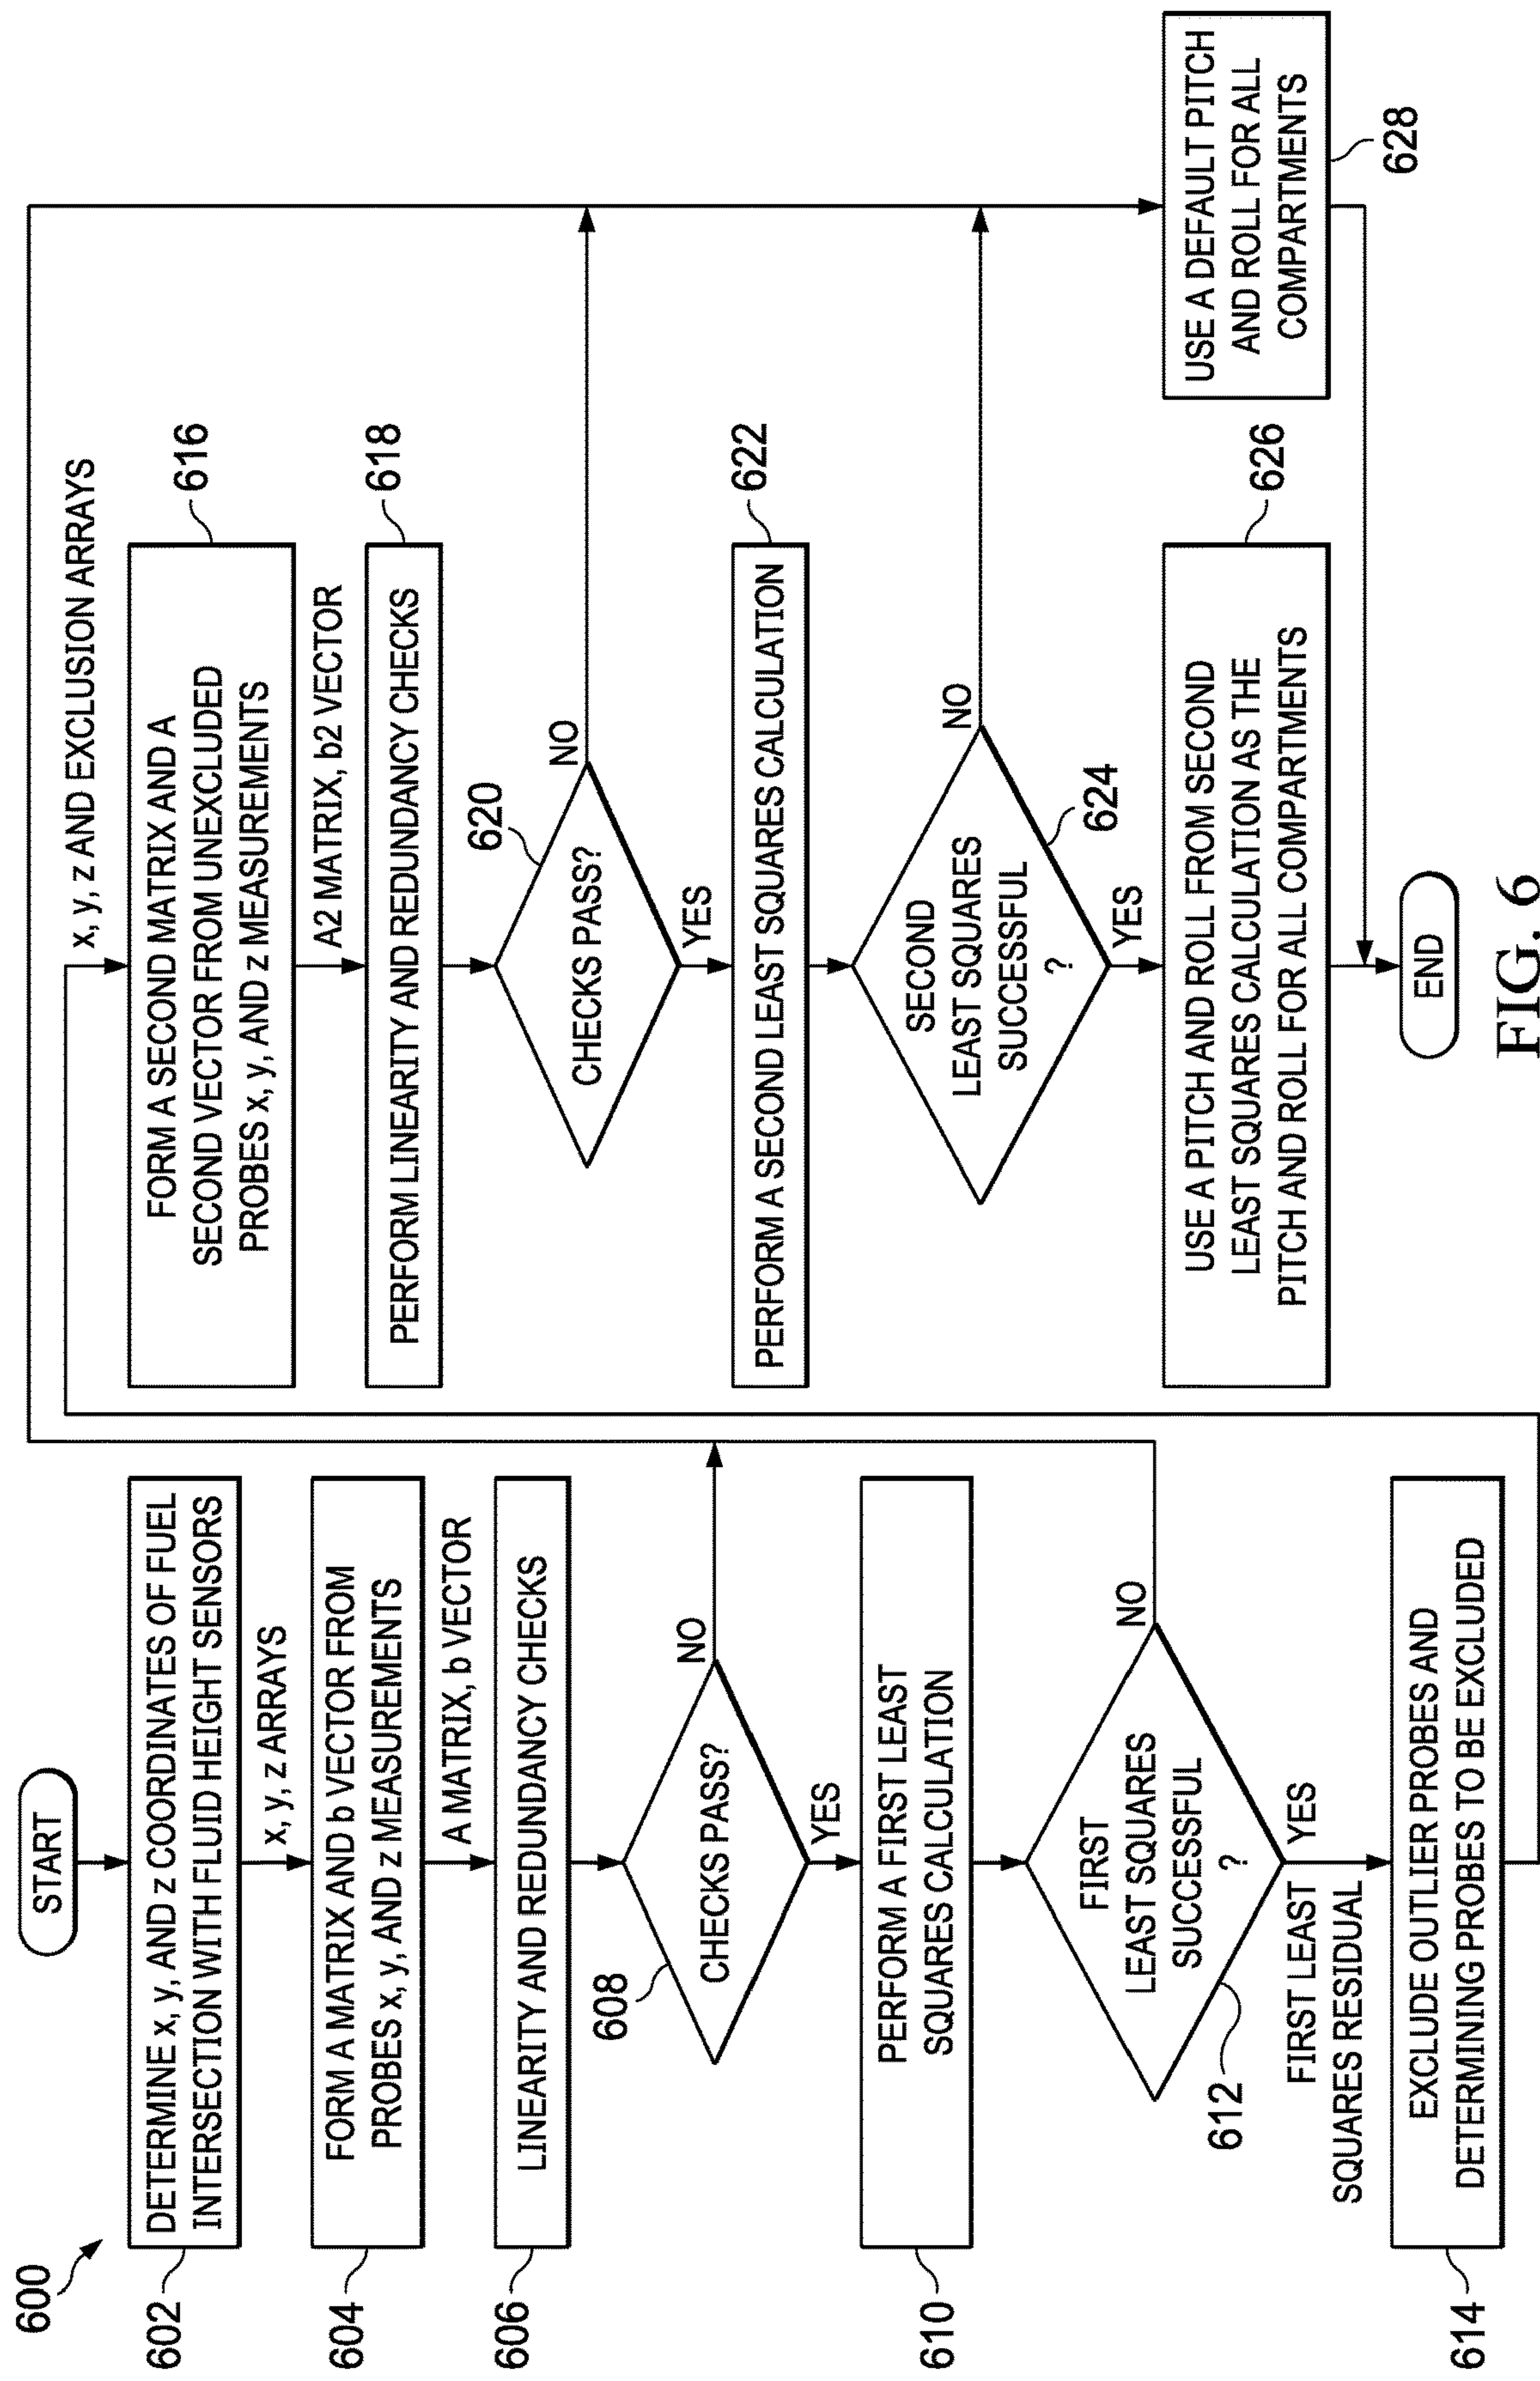 600
START
DETERMINE x, y, AND z COORDINATES OF FUEL
INTERSECTION WITH FLUID HEIGHT SENSORS
602
x, y, z ARRAYS
FORM A MATRIX AND b VECTOR FROM
PROBES x, y, AND z MEASUREMENTS
604
A MATRIX, b VECTOR
LINEARITY AND REDUNDANCY CHECKS
606
608
CHECKS PASS?
NO
YES
PERFORM A FIRST LEAST
SQUARES CALCULATION
610
FIRST
LEAST SQUARES
SUCCESSFUL
?
612
NO
YES
FIRST LEAST
SQUARES RESIDUAL
EXCLUDE OUTLIER PROBES AND
DETERMINING PROBES TO BE EXCLUDED
614
x, y, z AND EXCLUSION ARRAYS
FORM A SECOND MATRIX AND A
SECOND VECTOR FROM UNEXCLUDED
PROBES x, y, AND z MEASUREMENTS
616
A2 MATRIX, b2 VECTOR
PERFORM LINEARITY AND REDUNDANCY CHECKS
618
620
CHECKS PASS?
NO
YES
PERFORM A SECOND LEAST SQUARES CALCULATION
622
SECOND
LEAST SQUARES
SUCCESSFUL
?
624
NO
YES
USE A PITCH AND ROLL FROM SECOND
LEAST SQUARES CALCULATION AS THE
PITCH AND ROLL FOR ALL COMPARTMENTS
626
USE A DEFAULT PITCH
AND ROLL FOR ALL
COMPARTMENTS
628
END
FIG. 6